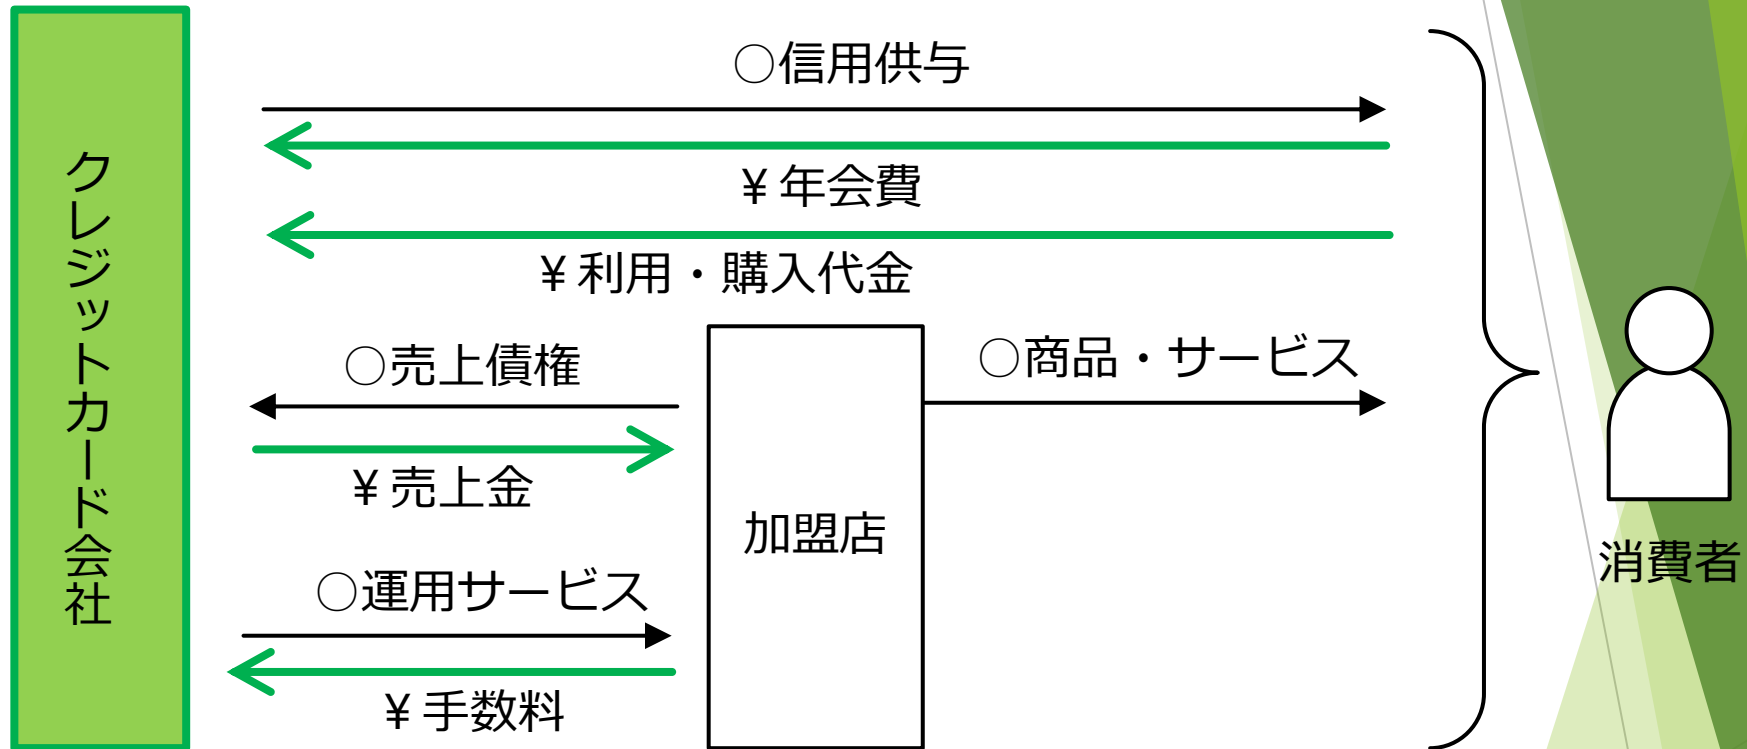 クレジットカード会社
○信用供与
¥年会費
¥利用・購入代金
○売上債権
¥売上金
○商品・サービス
加盟店
○運用サービス
¥手数料
消費者